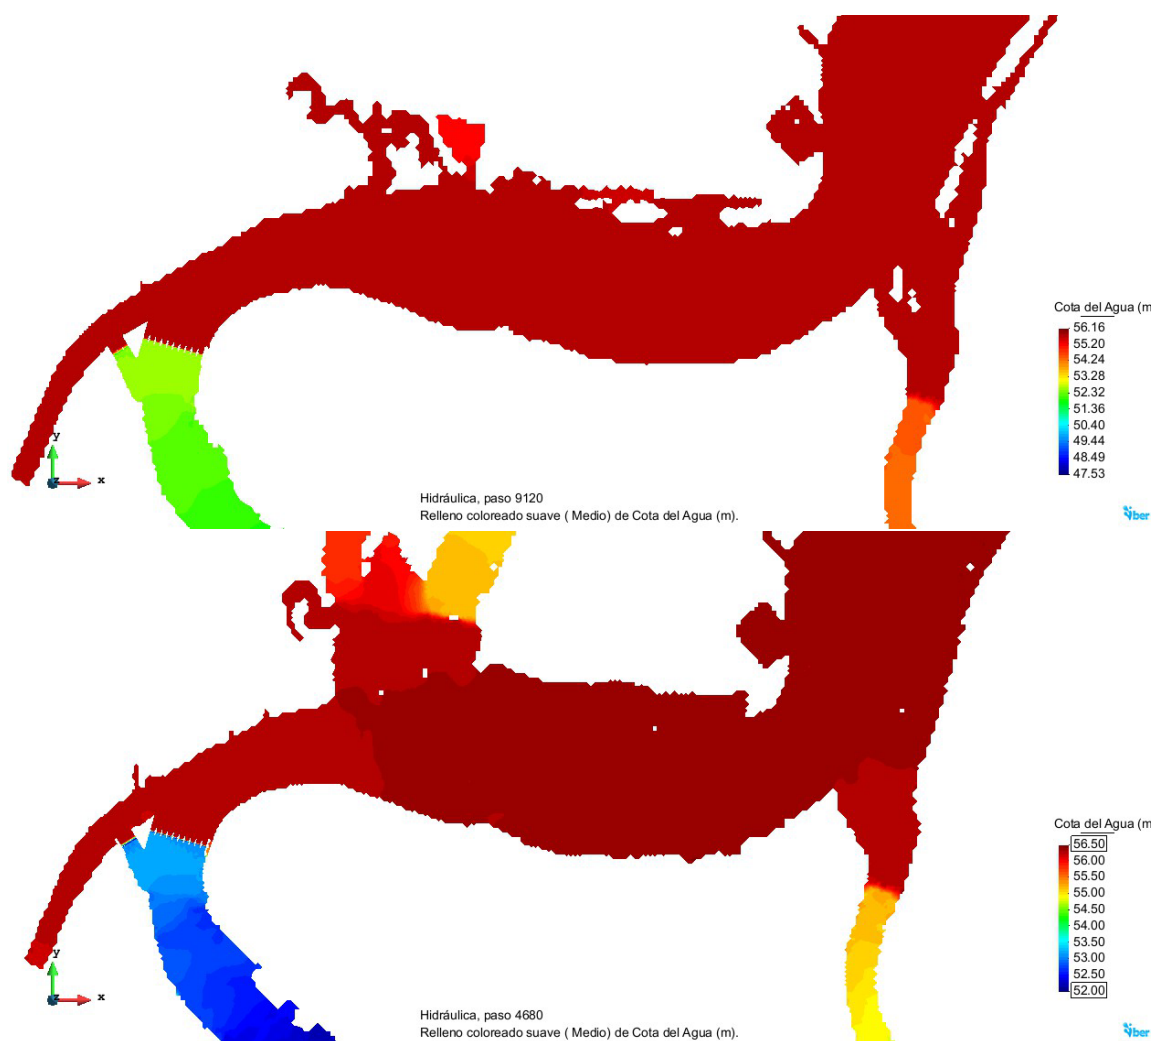 Cota del Agua (m
56.16
55.20
54.24
53.28
52.32
51.36
50.40
49.44
48.49
47.53
y
x
Hidráulica, paso 9120
Relleno coloreado suave ( Medio) de Cota del Agua (m).
iber
Cota del Agua (m
56.50
56.00
55.50
55.00
54.50
54.00
53.50
53.00
52.50
52.00
y
x
Hidráulica, paso 4680
Relleno coloreado suave ( Medio) de Cota del Agua (m).
iber